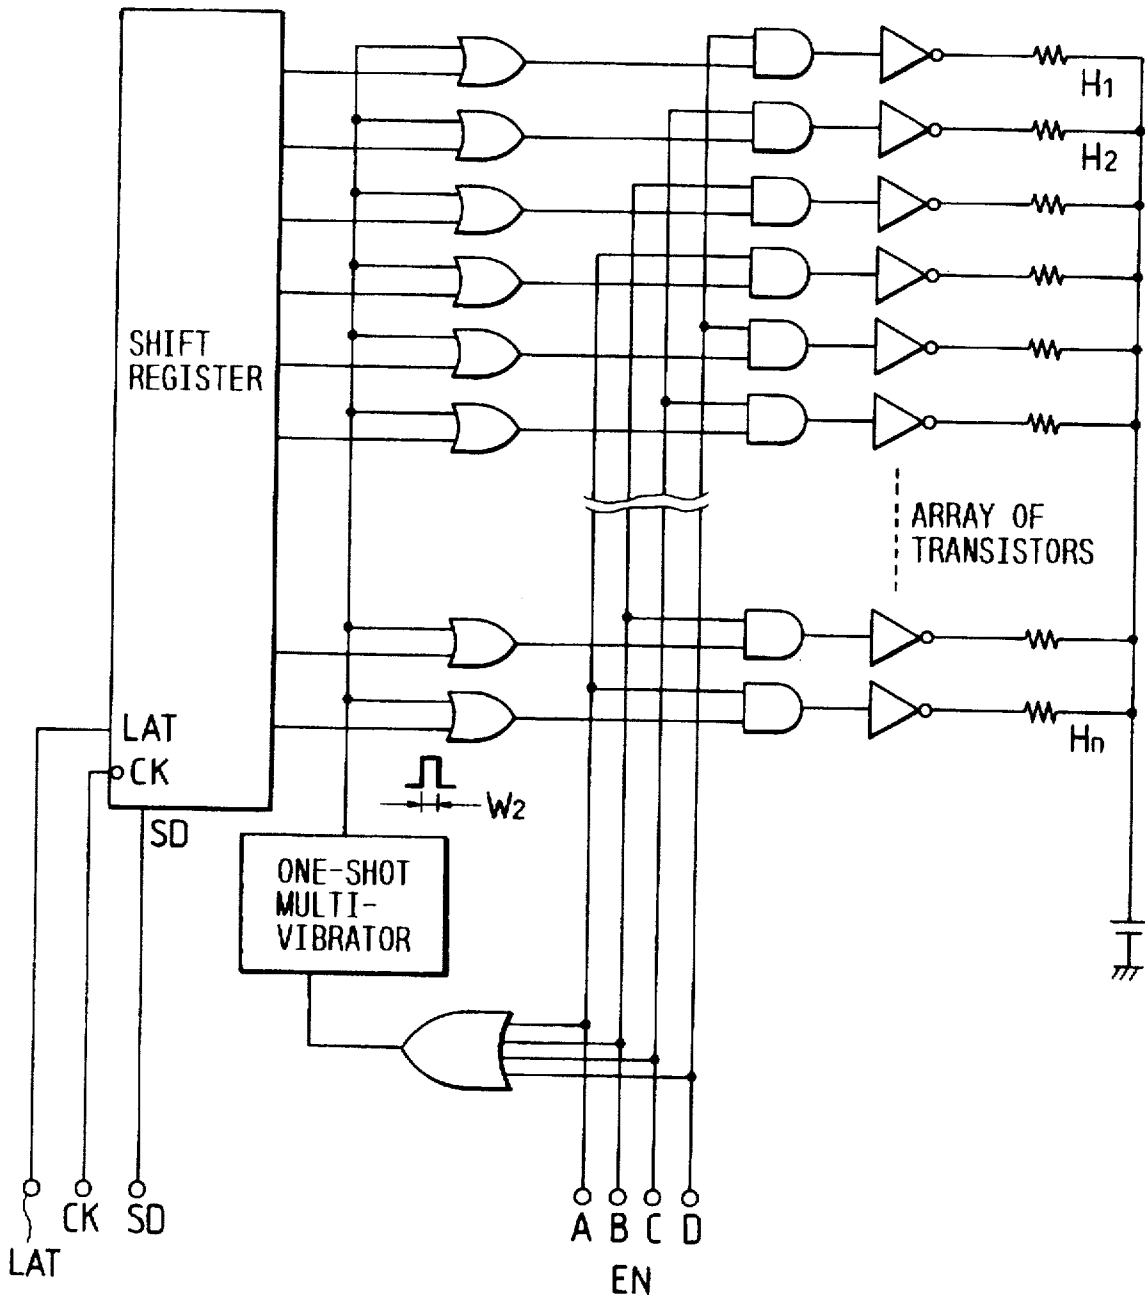 H1
H2
SHIFT
REGISTER
ARRAY OF
TRANSISTORS
LAT
CK
Hn
W2
SD
ONE-SHOT
MULTI-
VIBRATOR
CK SD
A B C D
LAT
EN